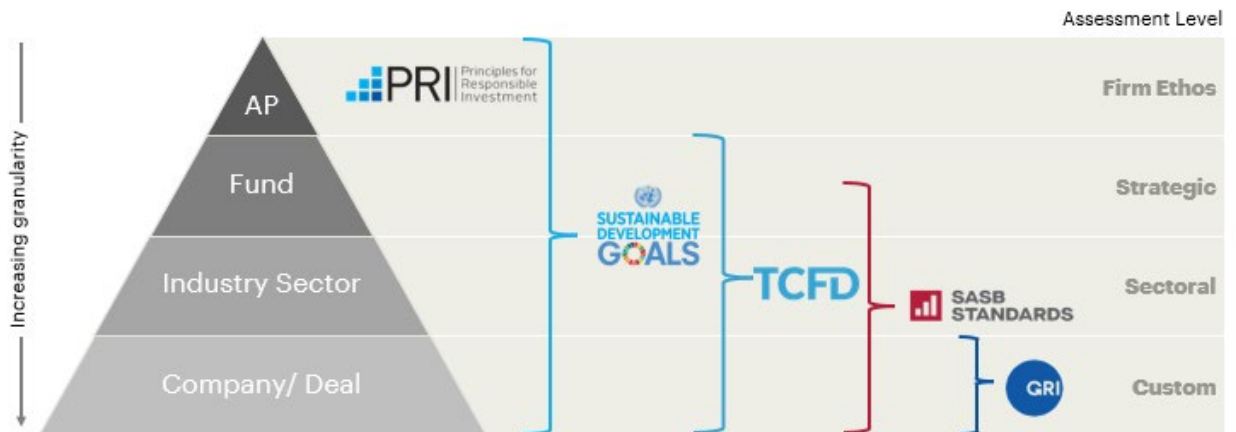 Assessment Level
Increasing granularity
AP
PRI
Principles for
Responsible
Investment
Firm Ethos
Fund
SUSTAINABLE
DEVELOPMENT
GOALS
Strategic
Industry Sector
TCFD
SASB
STANDARDS
Sectoral
Company/ Deal
GRI
Custom